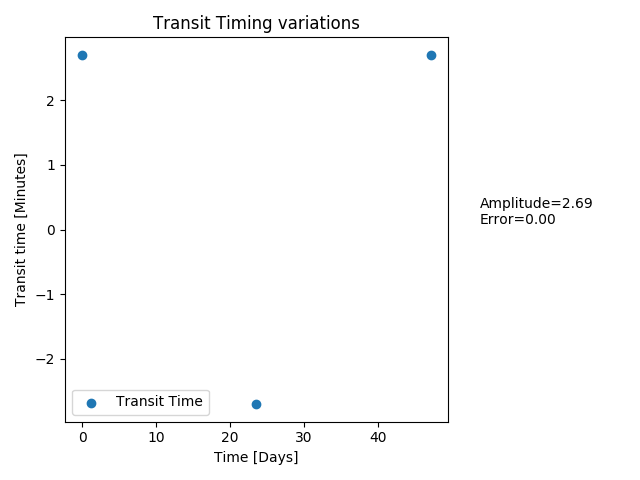 Transit Timing variations
Transit time [Minutes]
2
1
0
−1
−2
Transit Time
0 10 20 30 40
Time [Days]
Amplitude=2.69
Error=0.00